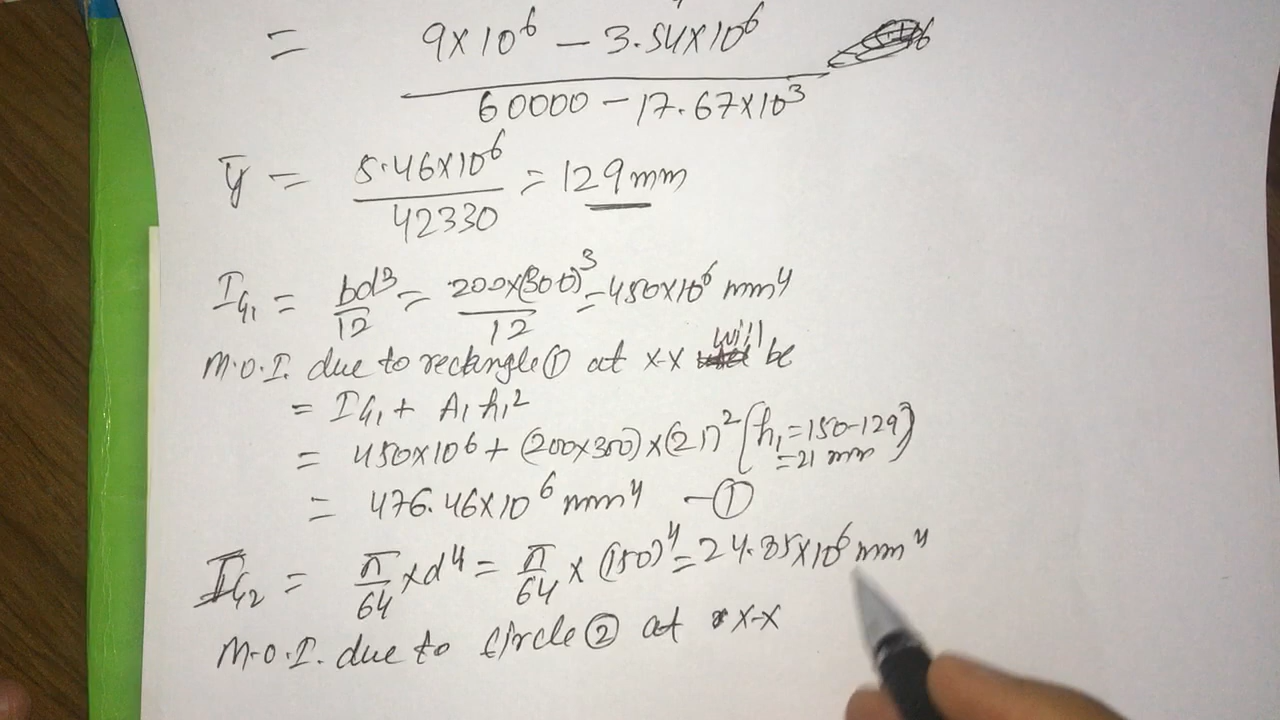 = 9×10⁶ − 3.54×10⁶
60000 − 17.67×10³
ȳ = 5.46×10⁶ / 42330 = 129mm
I_G₁ = bd³/12 = 200×(300)³/12 = 450×10⁶ mm⁴
M.O.I. due to rectangle ① at x-x will be
= I_G₁ + A₁h₁²
= 450×10⁶ + (200×300)×(21)² [h₁=150-129]
=21 mm
= 476.46×10⁶ mm⁴ —①
I_G₂ = π/64 × d⁴ = π/64 × (150)⁴ = 24.85×10⁶ mm⁴
M.O.I. due to circle ② at x-x